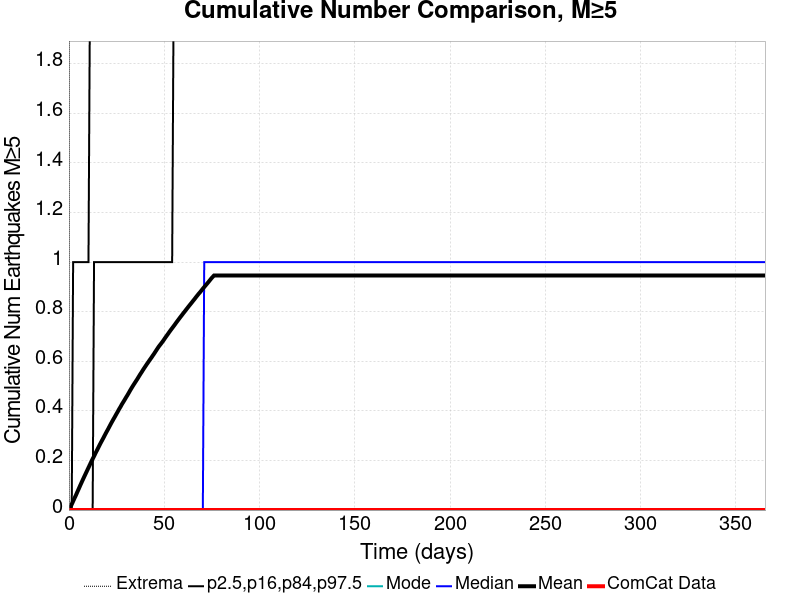 Cumulative Number Comparison, M≥5
Cumulative Num Earthquakes M≥5
1.8
1.6
1.4
1.2
1
0.8
0.6
0.4
0.2
0
0 50 100 150 200 250 300 350
Time (days)
Extrema p2.5,p16,p84,p97.5 Mode Median Mean ComCat Data